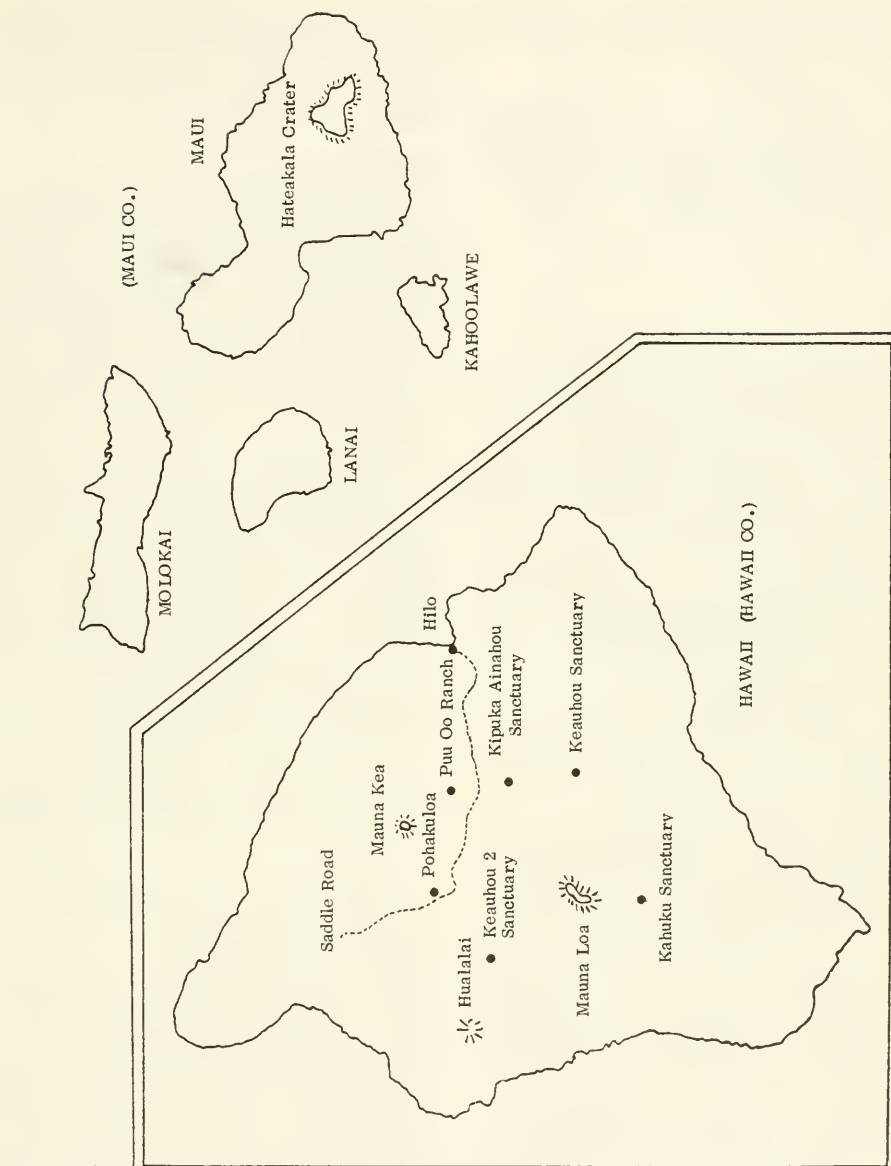 MOLOKAI
(MAUI CO.)
MAUI
LANAI
Hateakala Crater
KAHOOLAWE
Saddle Road
Mauna Kea
Pohakuloa
Puu Oo Ranch
Hilo
Hualalai
Keauhou 2
Sanctuary
Kipuka Ainahou
Sanctuary
Mauna Loa
Keauhou Sanctuary
Kahuku Sanctuary
HAWAII (HAWAII CO.)